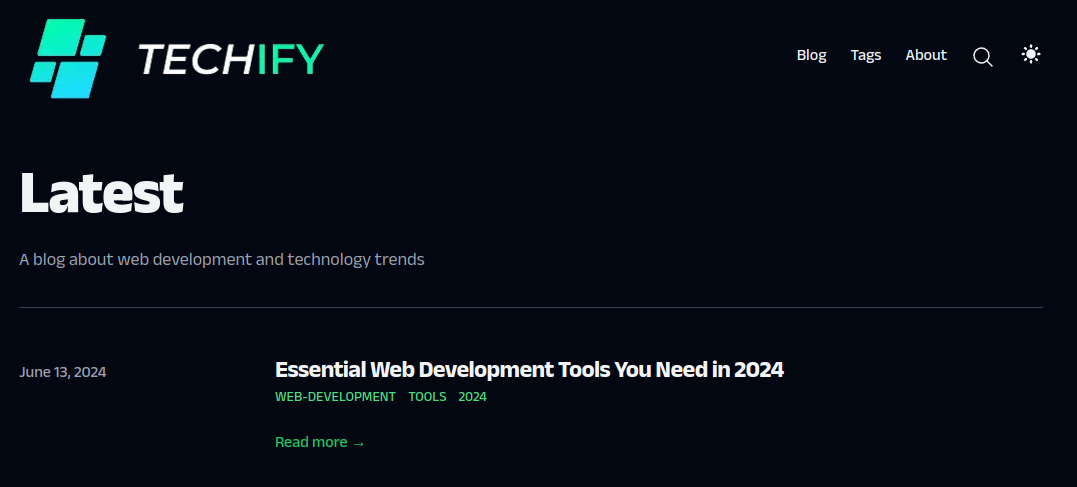 TECHIFY
Blog Tags About
Latest
A blog about web development and technology trends
June 13, 2024
Essential Web Development Tools You Need in 2024
WEB-DEVELOPMENT TOOLS 2024
Read more →